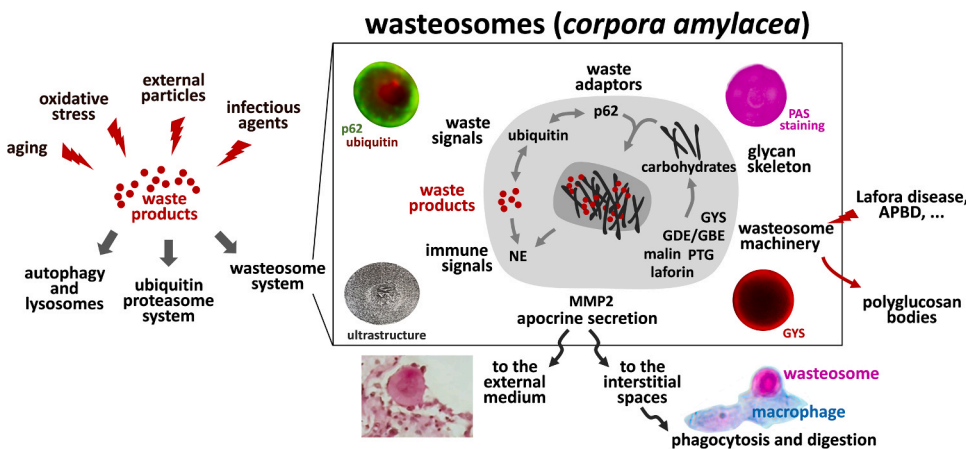 wasteosomes (corpora amylacea)
aging
oxidative
stress
external
particles
infectious
agents
waste
products
autophagy
and
lysosomes
ubiquitin
proteasome
system
wasteosome
system
p62
ubiquitin
waste
adaptors
waste
signals
ubiquitin
p62
PAS
staining
glycan
skeleton
carbohydrates
waste
products
immune
signals
NE
GYS
GDE/GBE
malin PTG
laforin
wasteosome
machinery
Lafora disease,
APBD, ...
polyglucosan
bodies
ultrastructure
GYS
MMP2
apocrine secretion
to the
external
medium
to the
interstitial
spaces
wasteosome
macrophage
phagocytosis and digestion